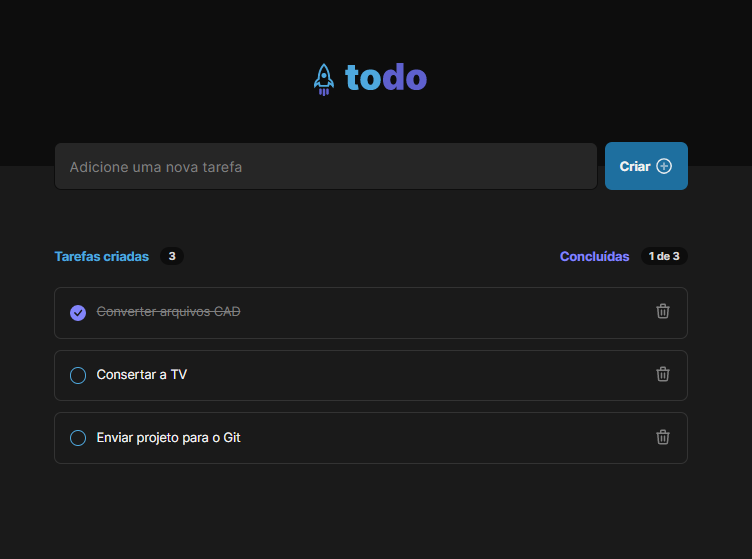 todo
Adicione uma nova tarefa
Criar
Tarefas criadas 3
Concluídas 1 de 3
Converter arquivos CAD
Consertar a TV
Enviar projeto para o Git